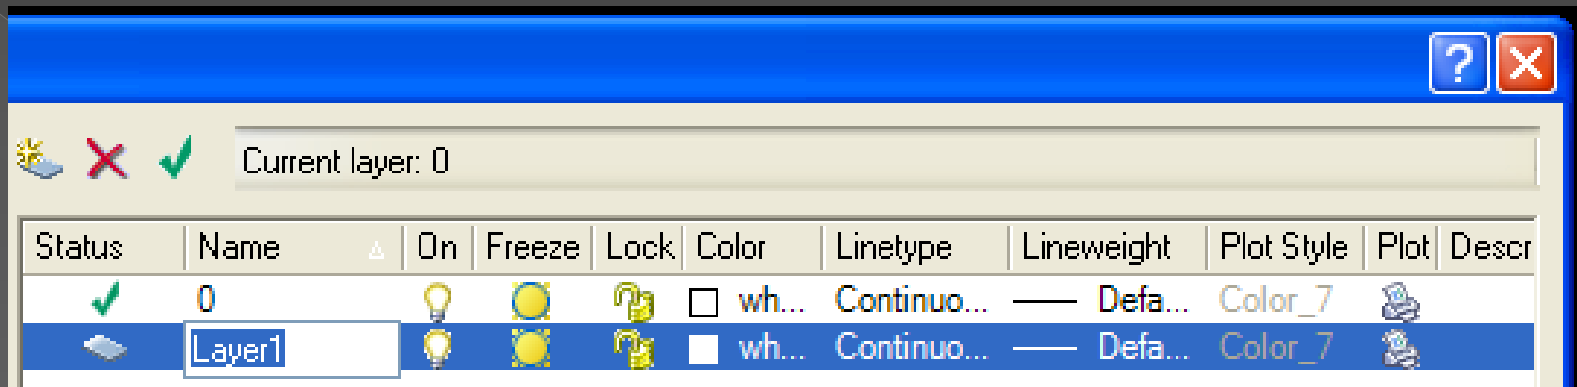 ?
Current layer: 0
Status Name On Freeze Lock Color Linetype Lineweight Plot Style Plot Descr
0 wh... Continuo... Defa... Color_7
Layer1 wh... Continuo... Defa... Color_7